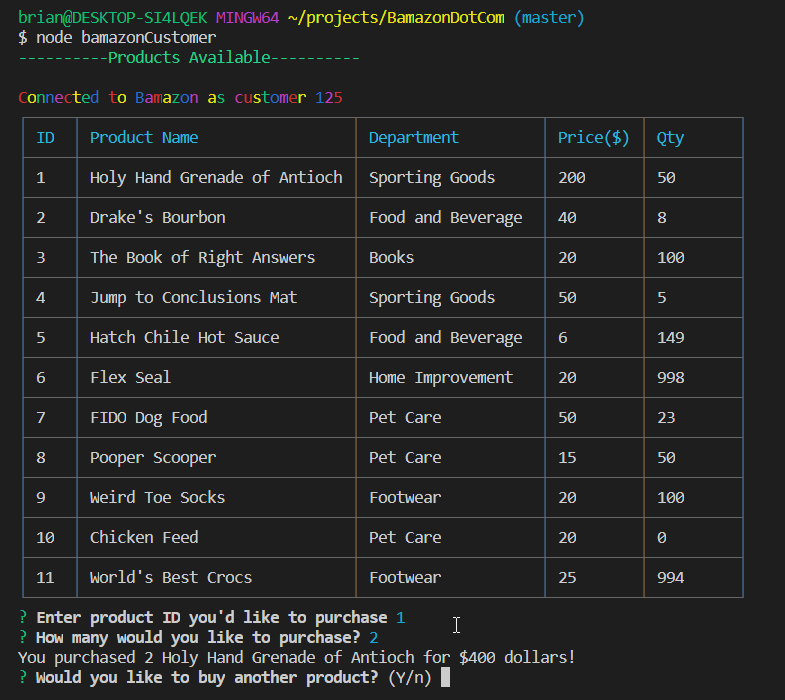 brian@DESKTOP-SI4LQEK MINGW64 ~/projects/BamazonDotCom (master)
$ node bamazonCustomer
----------Products Available----------
Connected to Bamazon as customer 125
ID Product Name Department Price($) Qty
1 Holy Hand Grenade of Antioch Sporting Goods 200 50
2 Drake's Bourbon Food and Beverage 40 8
3 The Book of Right Answers Books 20 100
4 Jump to Conclusions Mat Sporting Goods 50 5
5 Hatch Chile Hot Sauce Food and Beverage 6 149
6 Flex Seal Home Improvement 20 998
7 FIDO Dog Food Pet Care 50 23
8 Pooper Scooper Pet Care 15 50
9 Weird Toe Socks Footwear 20 100
10 Chicken Feed Pet Care 20 0
11 World's Best Crocs Footwear 25 994
? Enter product ID you'd like to purchase 1
? How many would you like to purchase? 2
You purchased 2 Holy Hand Grenade of Antioch for $400 dollars!
? Would you like to buy another product? (Y/n)